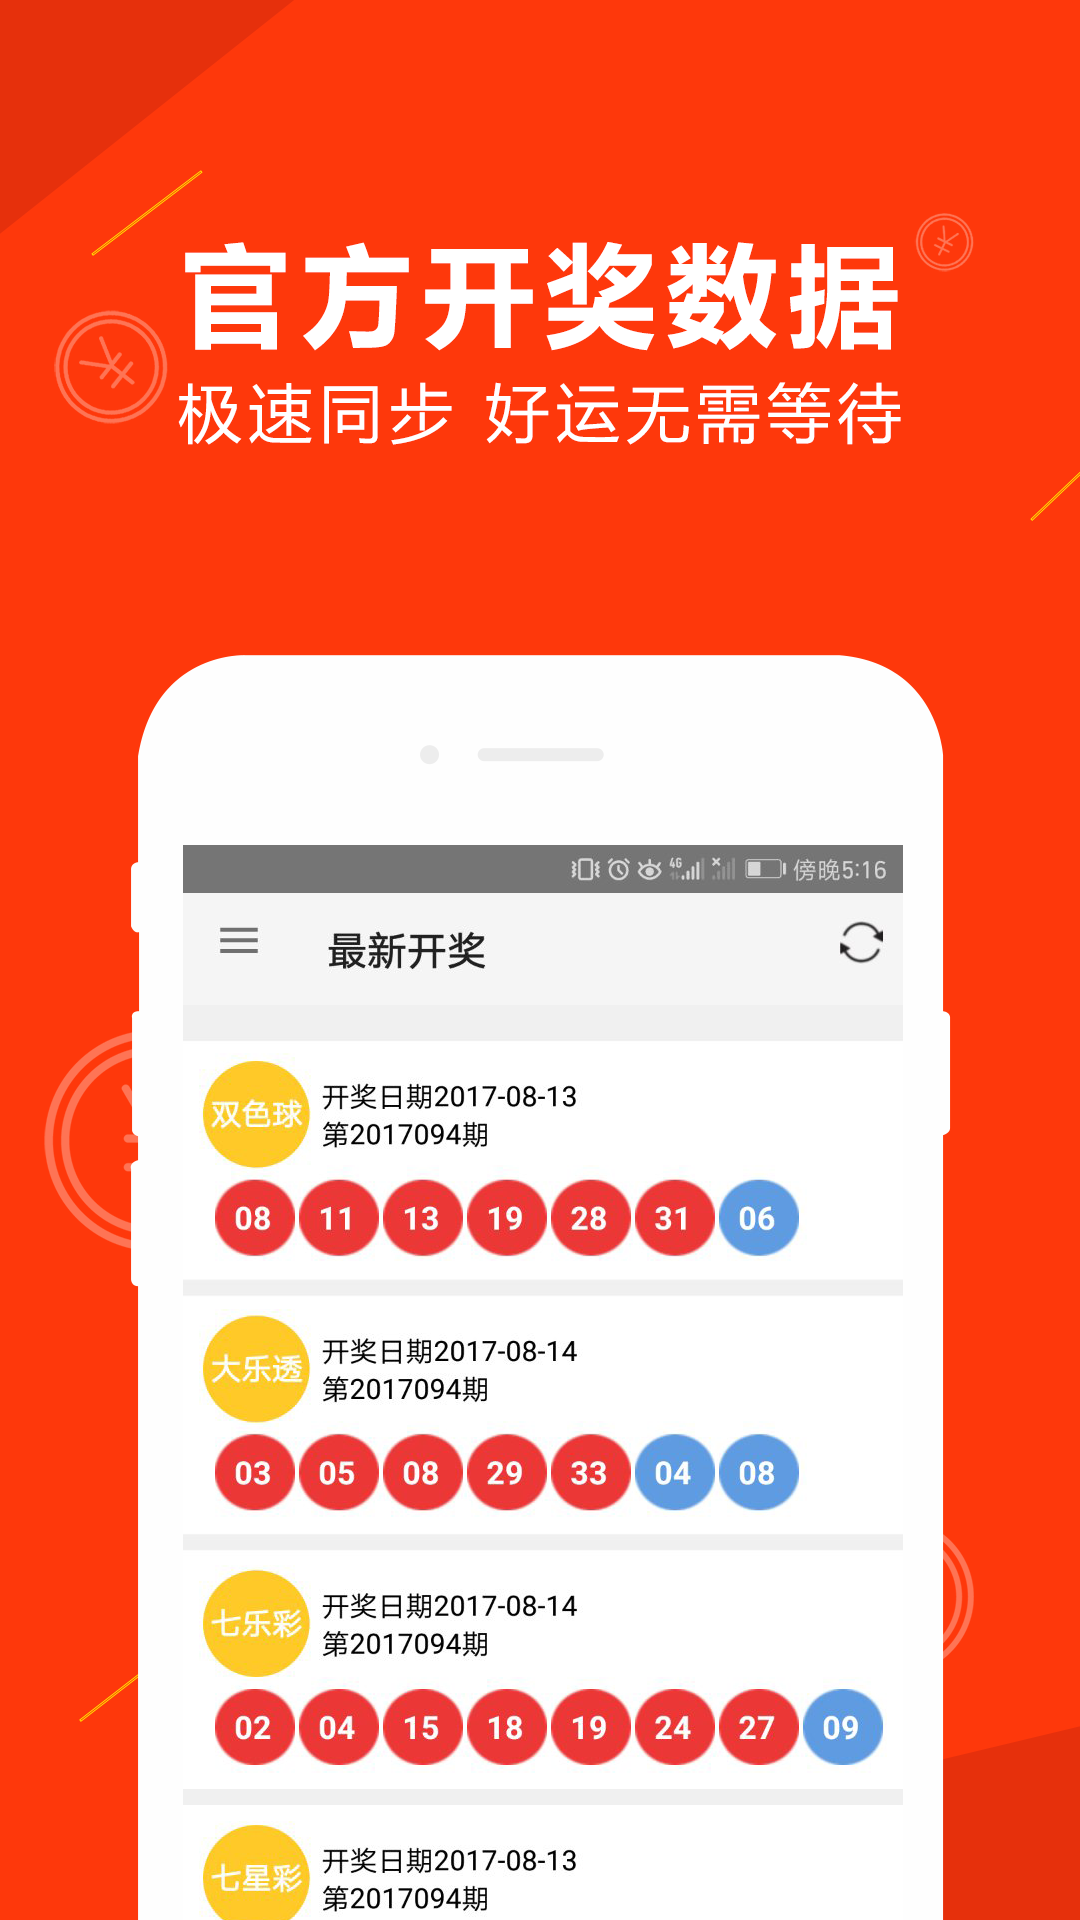 官方开奖数据
极速同步 好运无需等待
4G 傍晚5:16
最新开奖
双色球
开奖日期2017-08-13
第2017094期
08 11 13 19 28 31 06
大乐透
开奖日期2017-08-14
第2017094期
03 05 08 29 33 04 08
七乐彩
开奖日期2017-08-14
第2017094期
02 04 15 18 19 24 27 09
七星彩
开奖日期2017-08-13
第2017094期